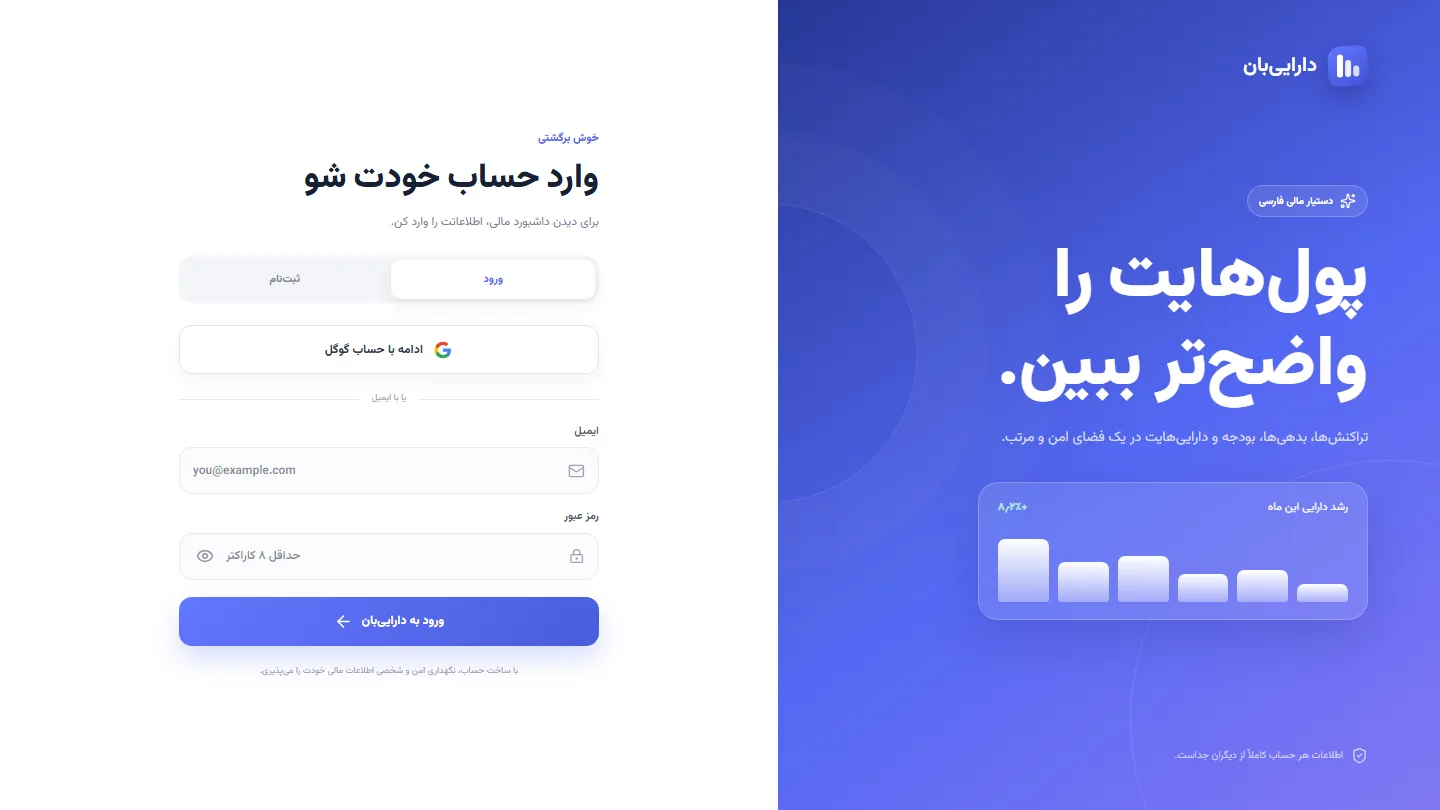 دارایی‌بان
دستیار مالی فارسی
پول‌هایت را
واضح‌تر ببین.
تراکنش‌ها، بدهی‌ها، بودجه و دارایی‌هایت در یک فضای امن و مرتب.
رشد دارایی این ماه
+۸٫۲٪
اطلاعات هر حساب کاملاً از دیگران جداست.
خوش برگشتی
وارد حساب خودت شو
برای دیدن داشبورد مالی، اطلاعاتت را وارد کن.
ورود
ثبت‌نام
ادامه با حساب گوگل
یا با ایمیل
ایمیل
you@example.com
رمز عبور
حداقل ۸ کاراکتر
ورود به دارایی‌بان
با ساخت حساب، نگهداری امن و شخصی اطلاعات مالی خودت را می‌پذیری.